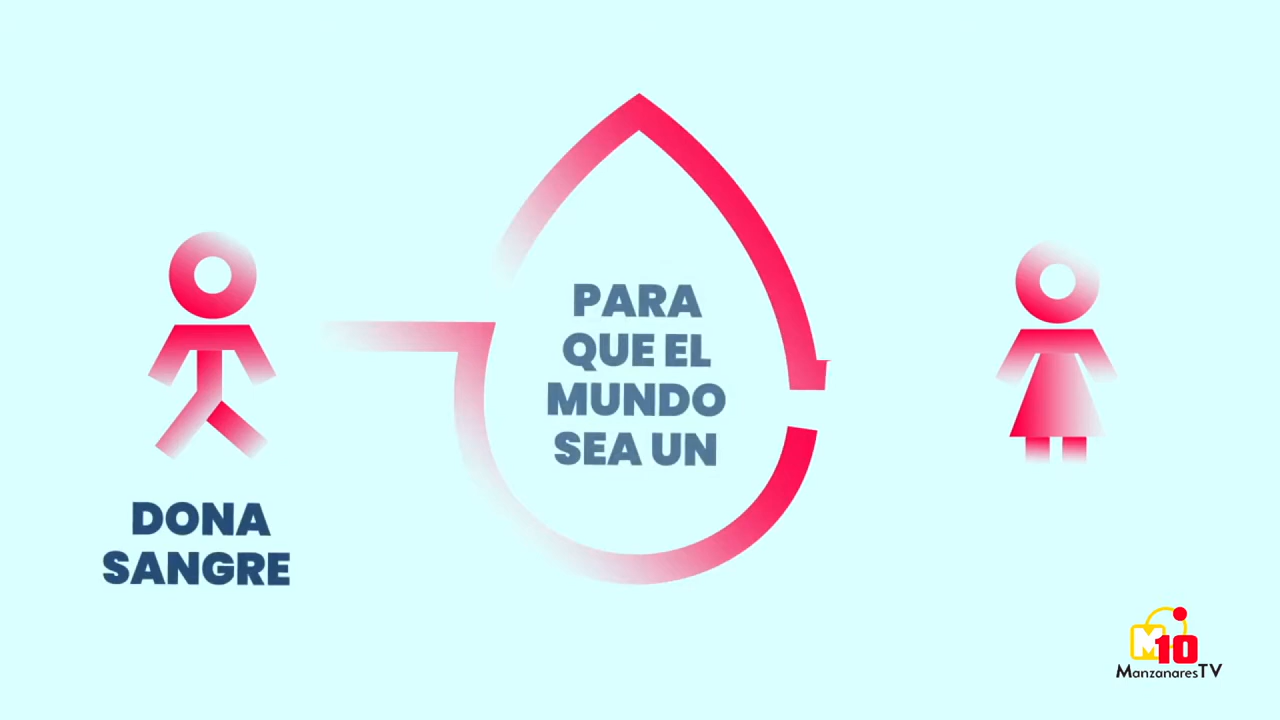 DONA
SANGRE
PARA
QUE EL
MUNDO
SEA UN
M10
ManzanaresTV